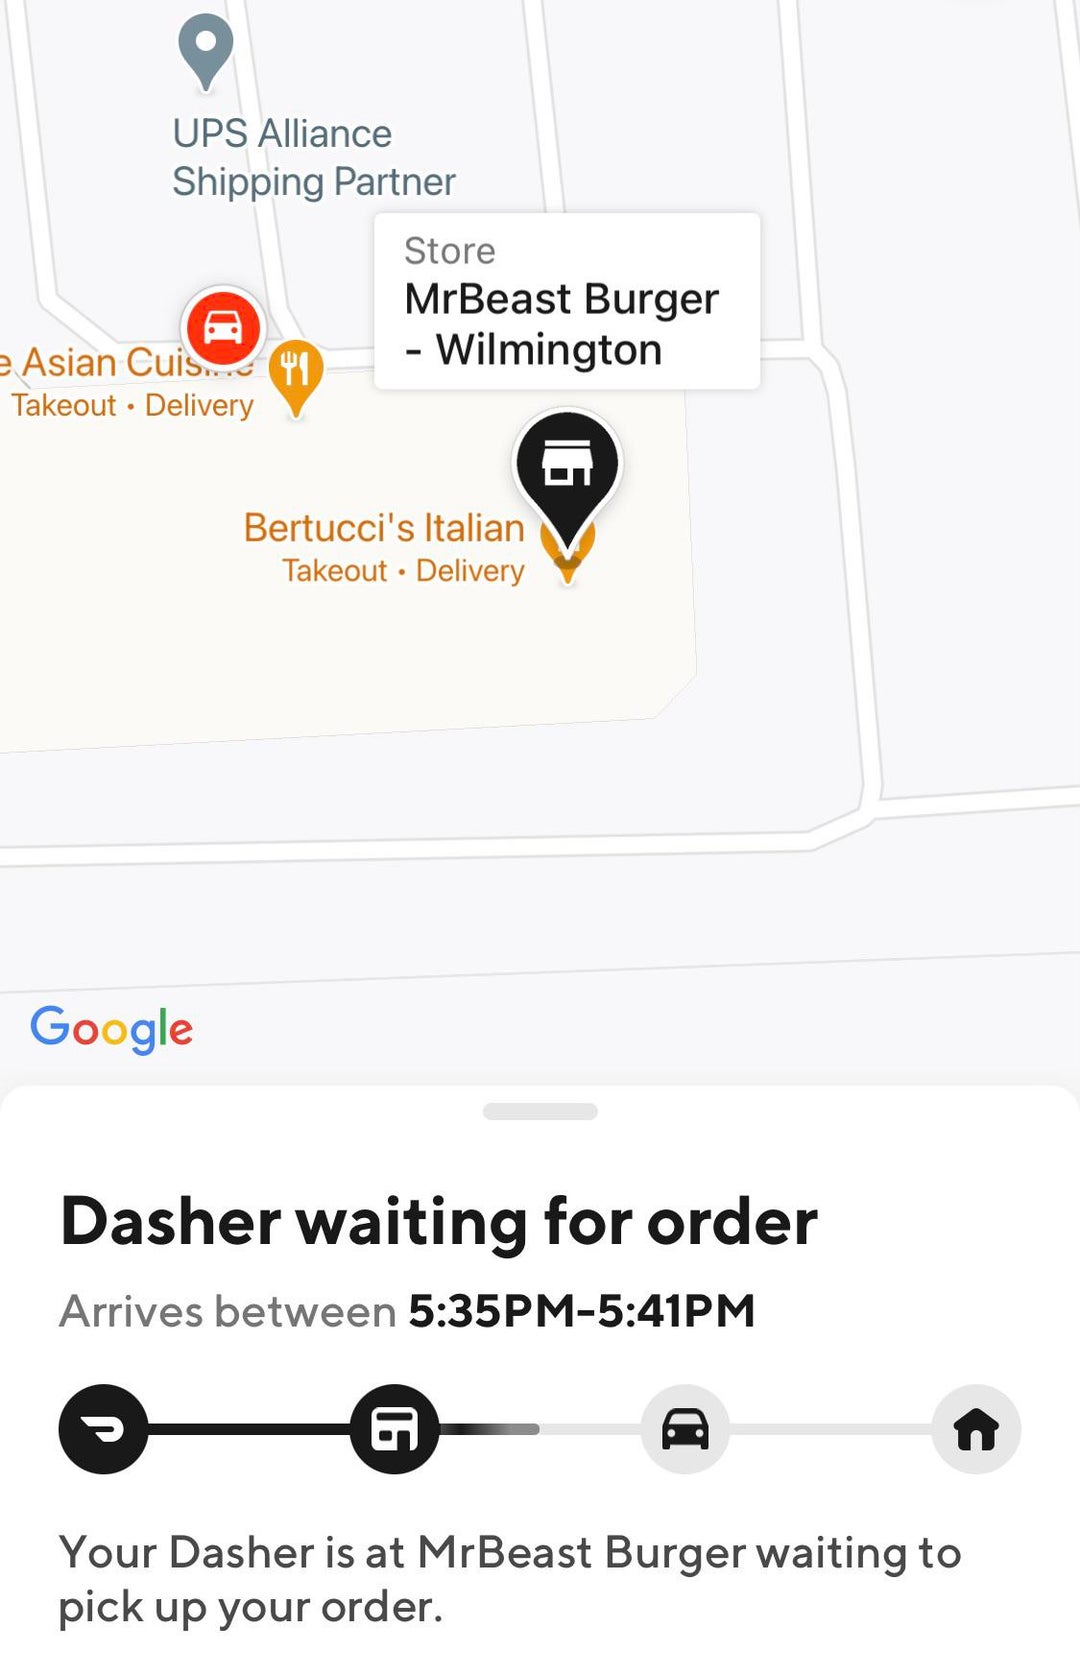 UPS Alliance
Shipping Partner
Store
MrBeast Burger
- Wilmington
e Asian
Takeout • Delivery
Bertucci's Italian
Takeout • Delivery
Google
Dasher waiting for order
Arrives between 5:35PM-5:41PM
Your Dasher is at MrBeast Burger waiting to
pick up your order.